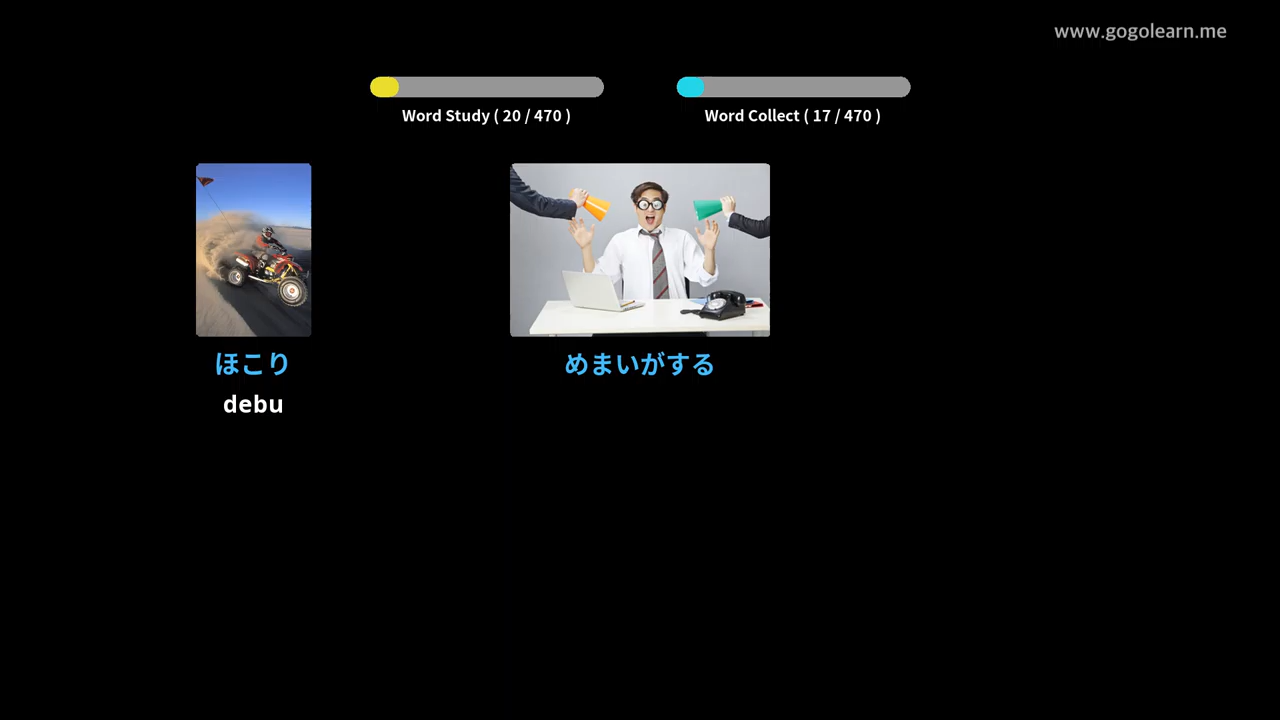 www.gogolearn.me
Word Study ( 20 / 470 )
Word Collect ( 17 / 470 )
ほこり
めまいがする
debu